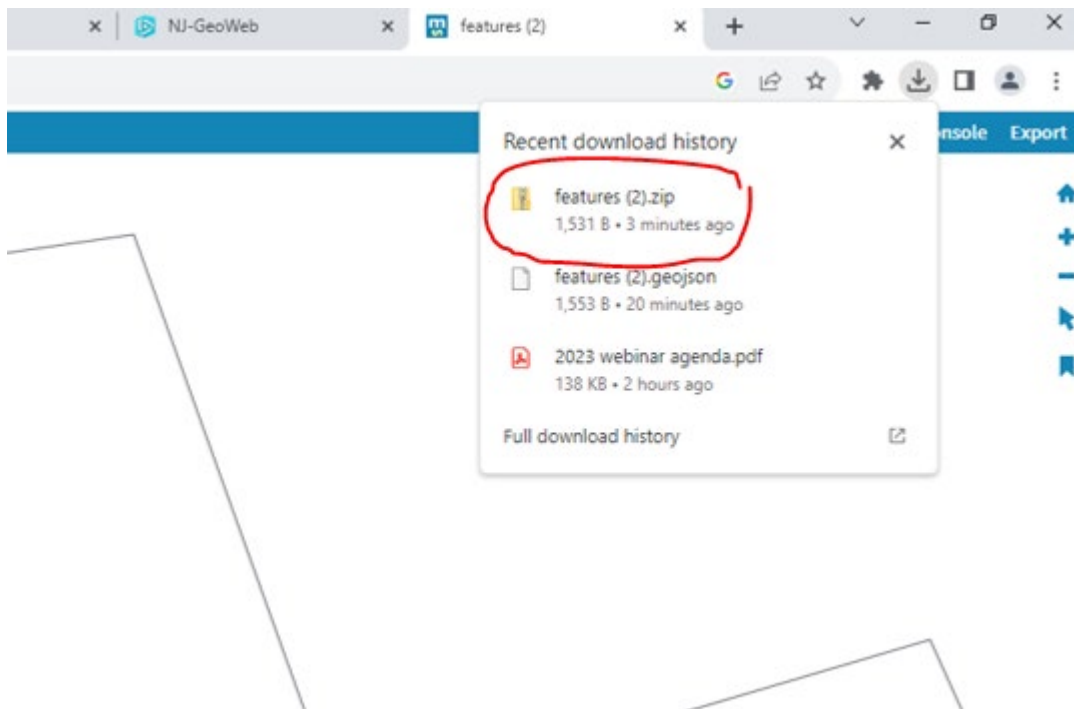 NJ-GeoWeb
features (2)
Console Export
Recent download history
features (2).zip
1,531 B • 3 minutes ago
features (2).geojson
1,553 B • 20 minutes ago
2023 webinar agenda.pdf
138 KB • 2 hours ago
Full download history